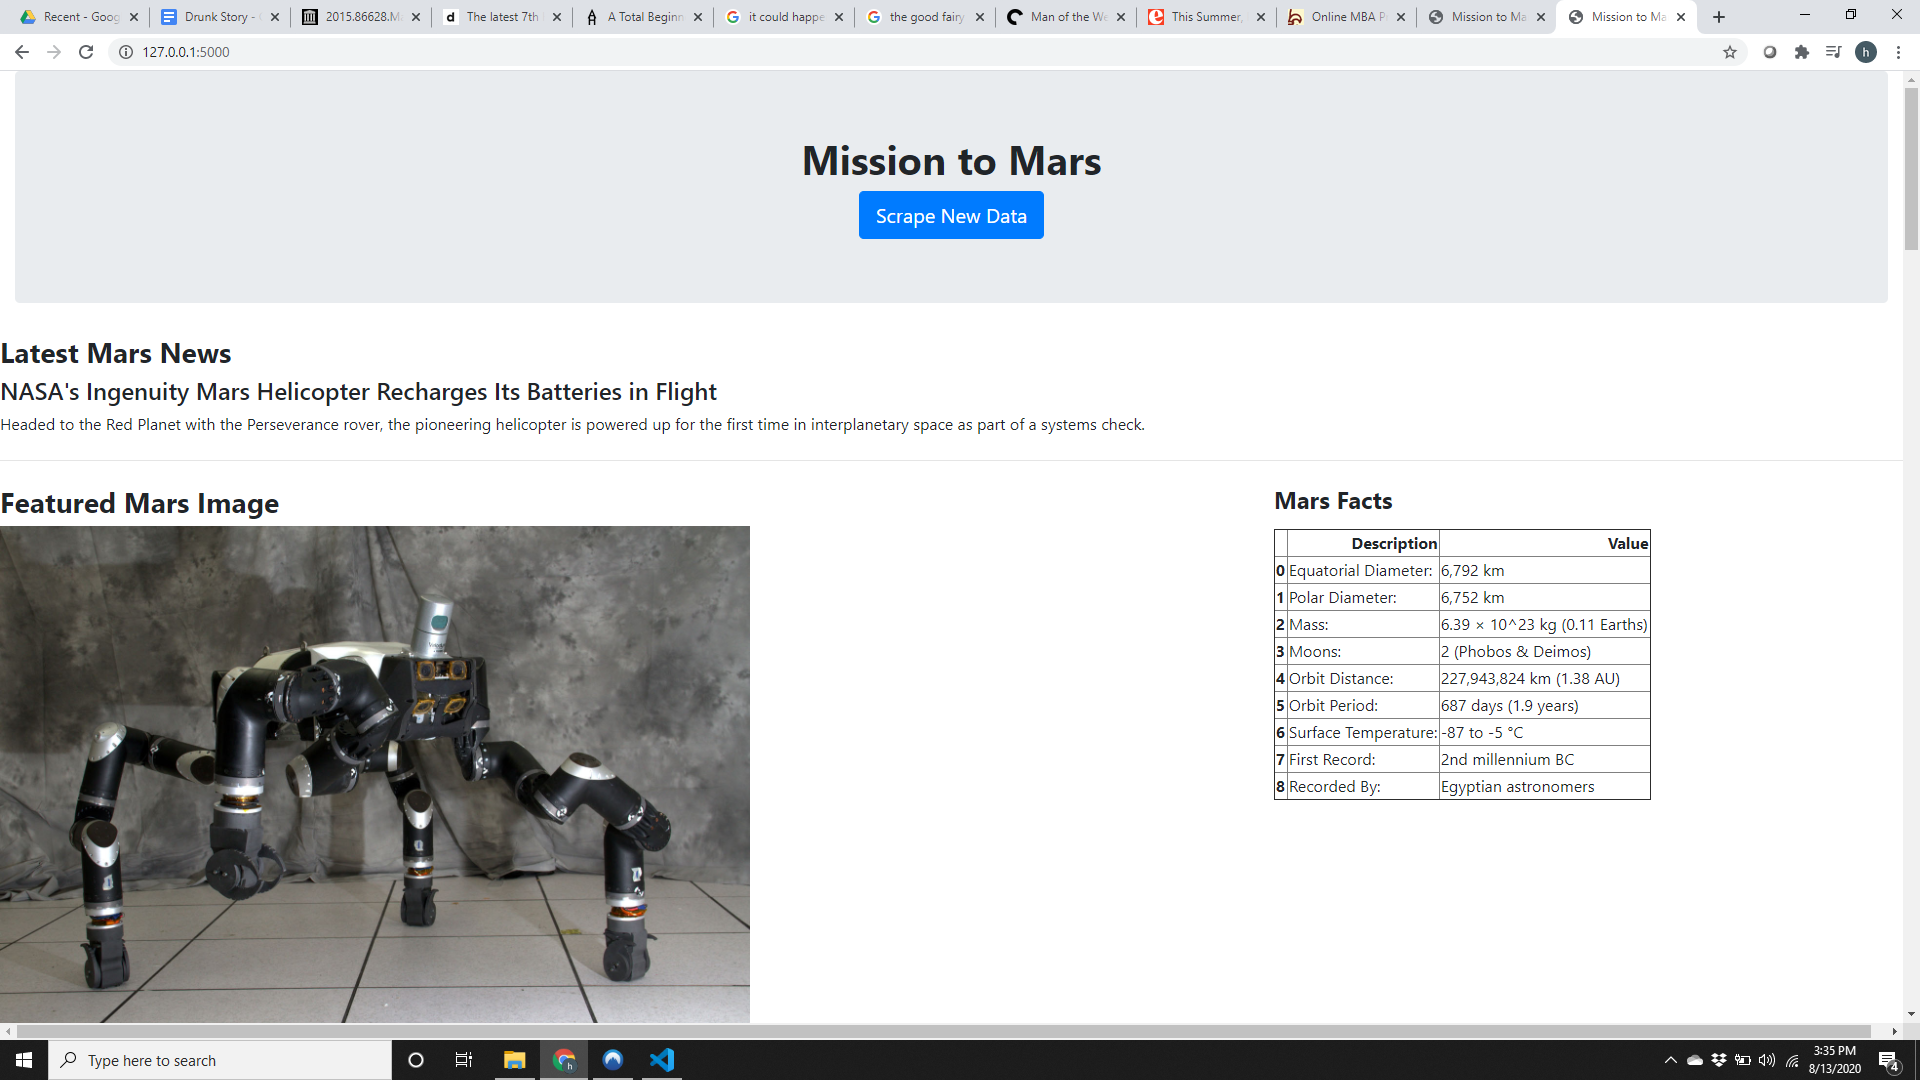 Recent - Goog
Drunk Story -
2015.86628.M
The latest 7th
A Total Beginn
it could happe
the good fairy
Man of the We
This Summer,
Online MBA P
Mission to Ma
Mission to Ma
127.0.0.1:5000
h
Mission to Mars
Scrape New Data
Latest Mars News
NASA's Ingenuity Mars Helicopter Recharges Its Batteries in Flight
Headed to the Red Planet with the Perseverance rover, the pioneering helicopter is powered up for the first time in interplanetary space as part of a systems check.
Featured Mars Image
Mars Facts
Description Value
0 Equatorial Diameter: 6,792 km
1 Polar Diameter: 6,752 km
2 Mass: 6.39 × 10^23 kg (0.11 Earths)
3 Moons: 2 (Phobos & Deimos)
4 Orbit Distance: 227,943,824 km (1.38 AU)
5 Orbit Period: 687 days (1.9 years)
6 Surface Temperature: -87 to -5 °C
7 First Record: 2nd millennium BC
8 Recorded By: Egyptian astronomers
Type here to search
3:35 PM
8/13/2020
4